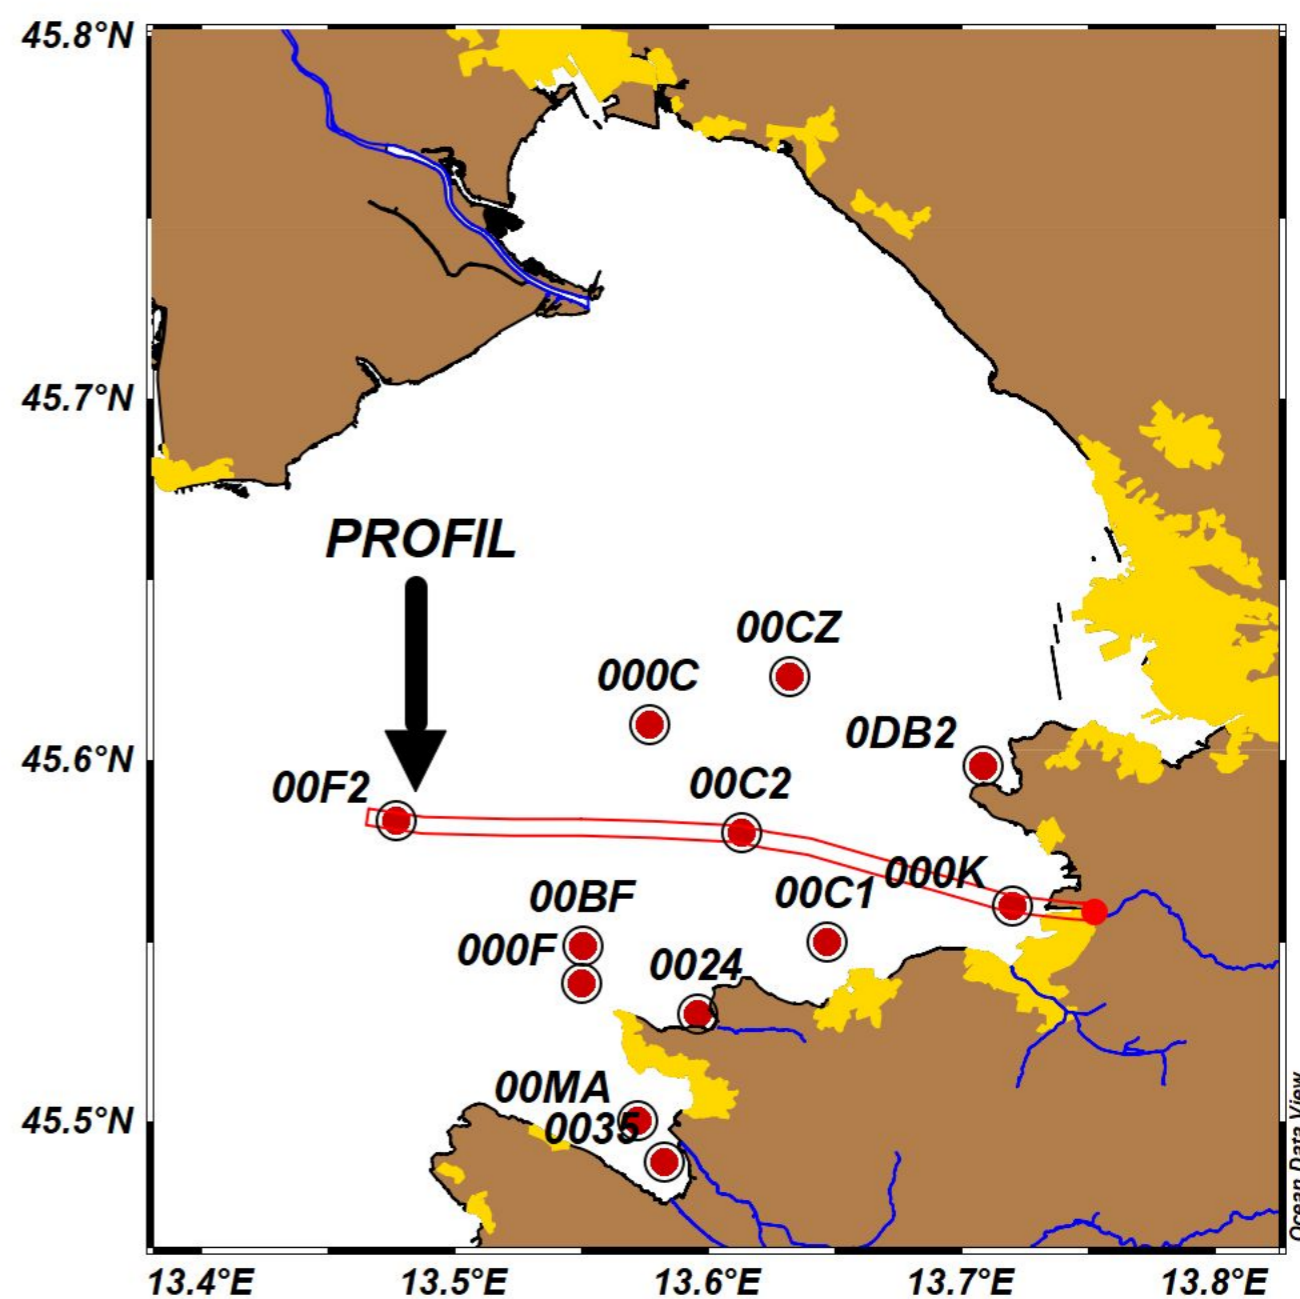 45.8°N
45.7°N
PROFIL
00CZ
000C
0DB2
45.6°N
00C2
00F2
000K
00C1
00BF
000F
0024
00MA
45.5°N
0035
Ocean Data View
13.4°E
13.5°E
13.6°E
13.7°E
13.8°E